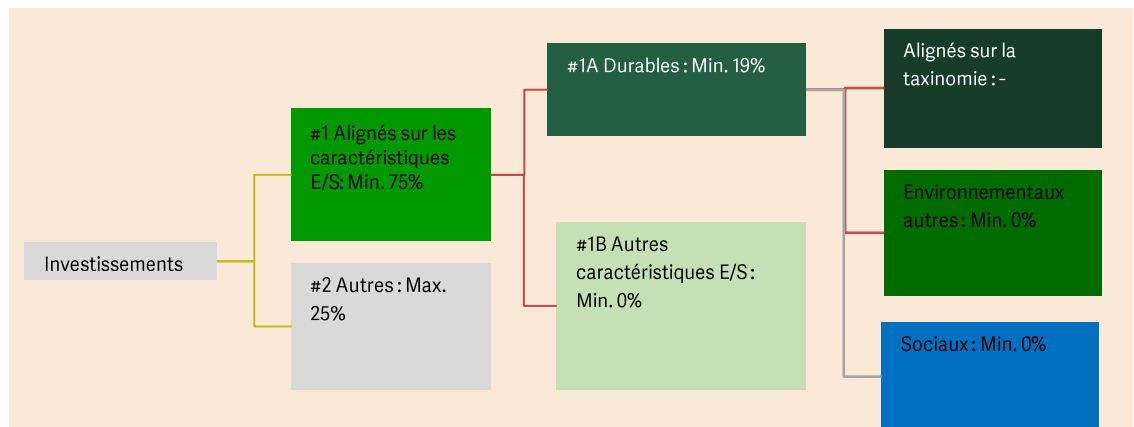 Investissements
#1 Alignés sur les
caractéristiques
E/S: Min. 75%
#2 Autres : Max.
25%
#1A Durables : Min. 19%
#1B Autres
caractéristiques E/S :
Min. 0%
Alignés sur la
taxinomie : -
Environnementaux
autres : Min. 0%
Sociaux : Min. 0%